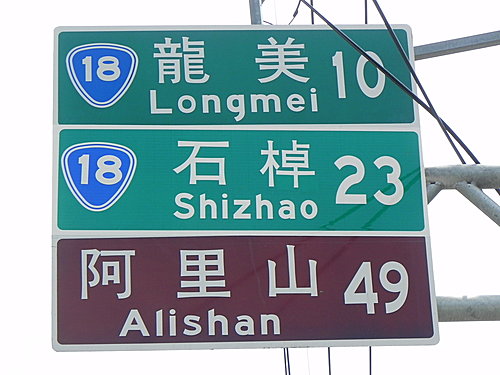 18 龍美 10
Longmei
18 石棹 23
Shizhao
阿里山 49
Alishan